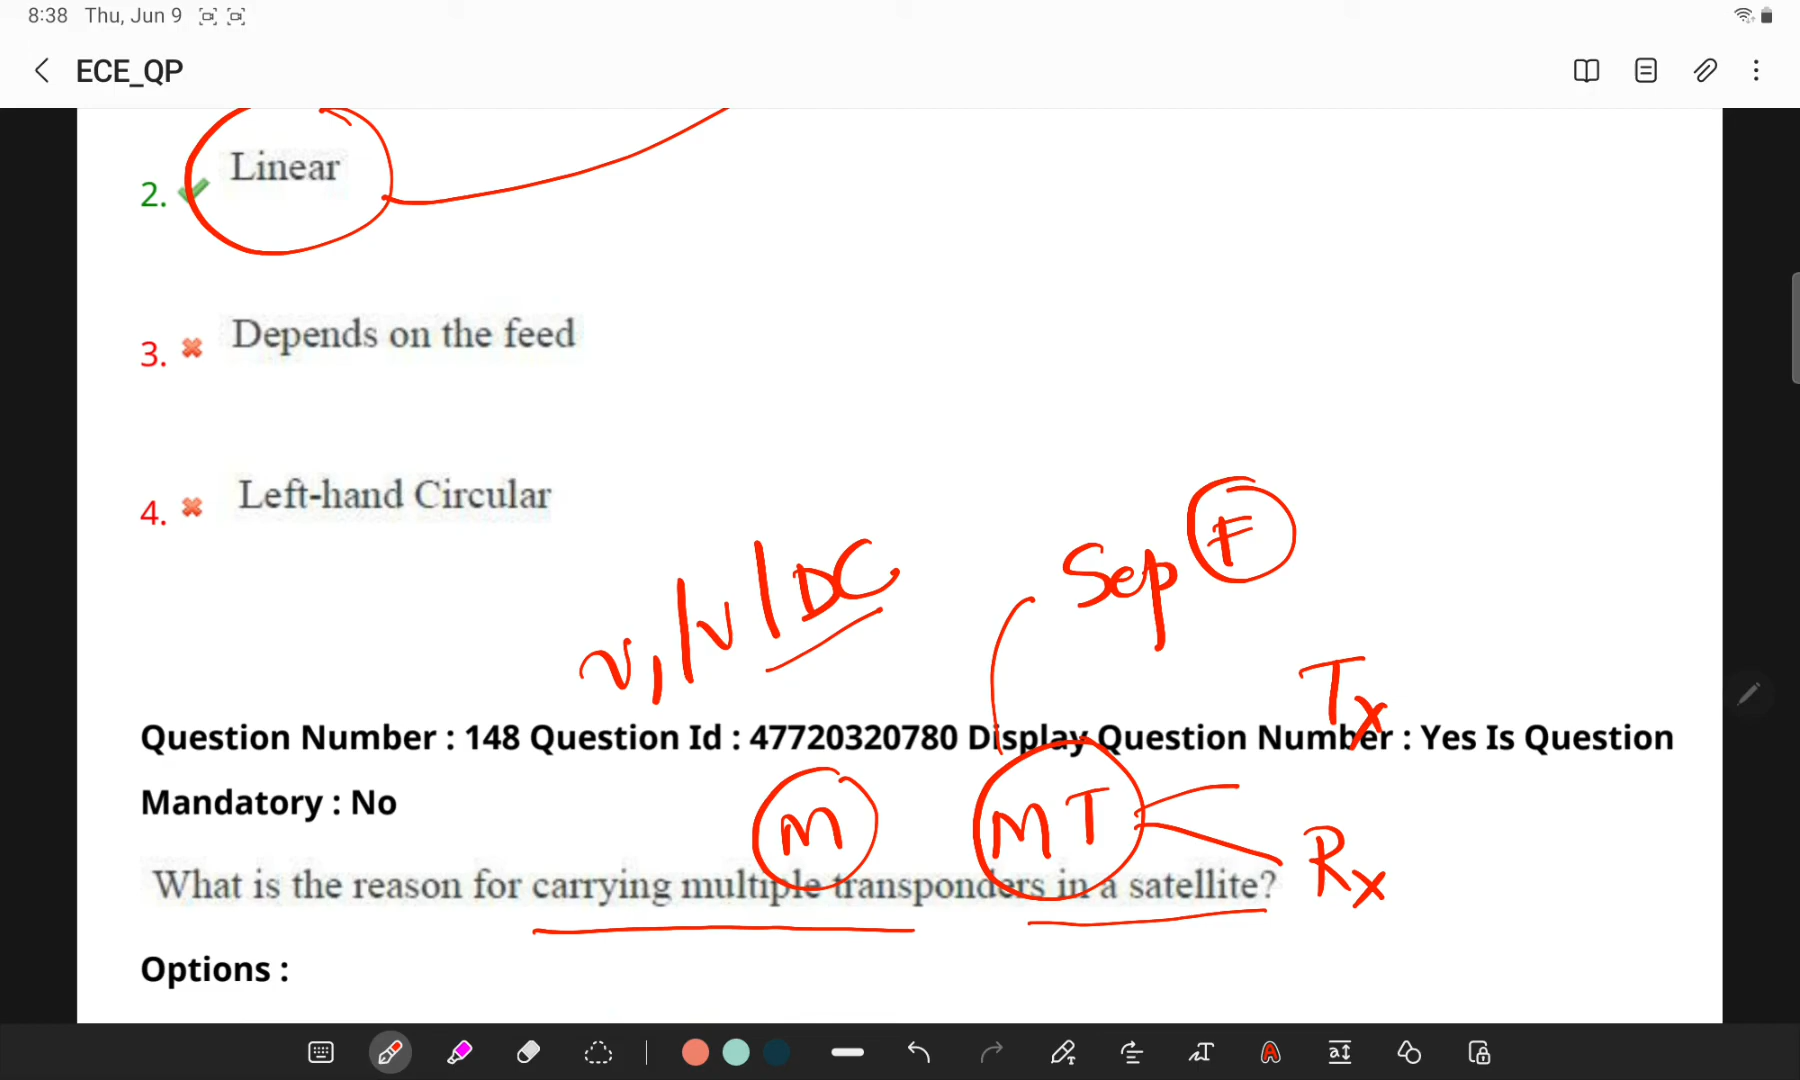 8:38 Thu, Jun 9
ECE_QP
Linear
2.
3. Depends on the feed
4. Left-hand Circular
Sep F
v, / v / DC
Tx
Question Number : 148 Question Id : 47720320780 Display Question Number : Yes Is Question
Mandatory : No
M MT
Rx
What is the reason for carrying multiple transponders in a satellite?
Options :